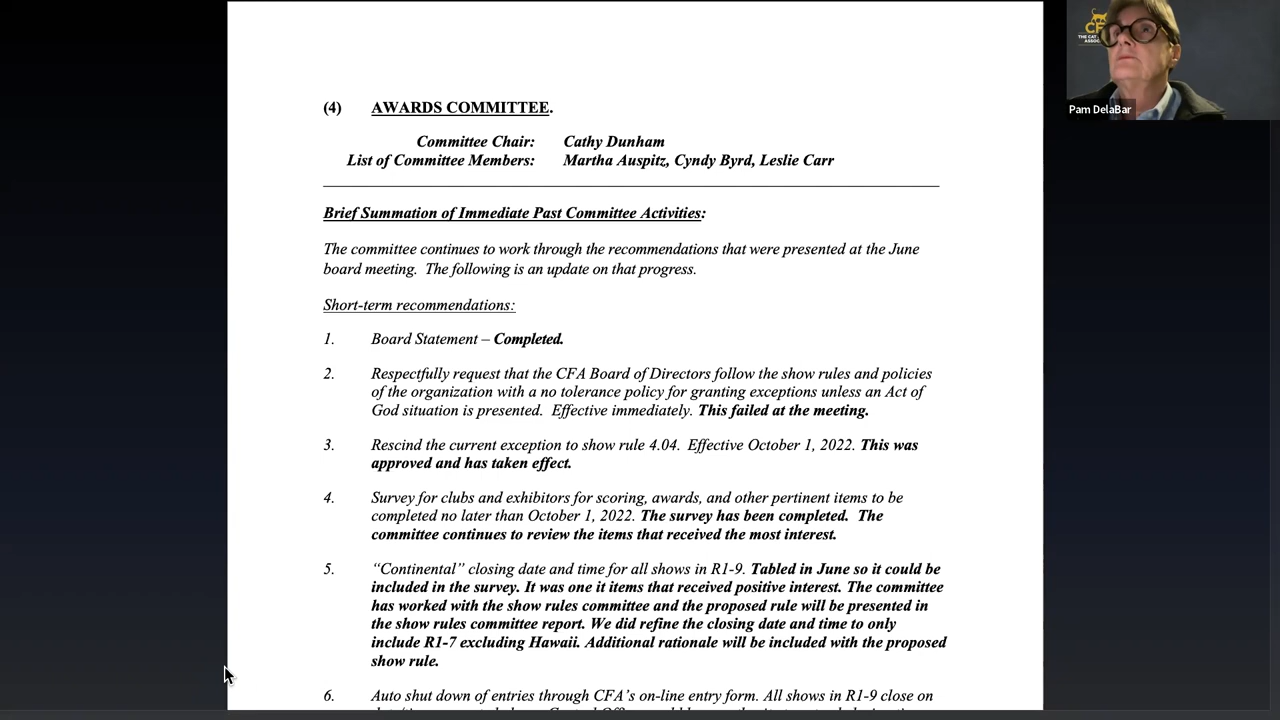 (4) AWARDS COMMITTEE.
Committee Chair: Cathy Dunham
List of Committee Members: Martha Auspitz, Cyndy Byrd, Leslie Carr
Brief Summation of Immediate Past Committee Activities:
The committee continues to work through the recommendations that were presented at the June
board meeting. The following is an update on that progress.
Short-term recommendations:
1. Board Statement – Completed.
2. Respectfully request that the CFA Board of Directors follow the show rules and policies
of the organization with a no tolerance policy for granting exceptions unless an Act of
God situation is presented. Effective immediately. This failed at the meeting.
3. Rescind the current exception to show rule 4.04. Effective October 1, 2022. This was
approved and has taken effect.
4. Survey for clubs and exhibitors for scoring, awards, and other pertinent items to be
completed no later than October 1, 2022. The survey has been completed. The
committee continues to review the items that received the most interest.
5. “Continental” closing date and time for all shows in R1-9. Tabled in June so it could be
included in the survey. It was one it items that received positive interest. The committee
has worked with the show rules committee and the proposed rule will be presented in
the show rules committee report. We did refine the closing date and time to only
include R1-7 excluding Hawaii. Additional rationale will be included with the proposed
show rule.
6. Auto shut down of entries through CFA’s on-line entry form. All shows in R1-9 close on
Pam DelaBar